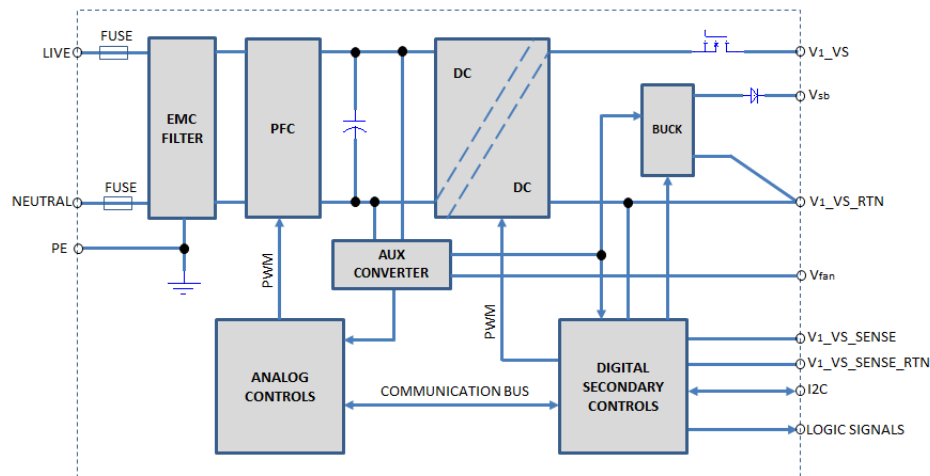 FUSE
LIVE
V1_VS
DC
Vsb
EMC
FILTER
PFC
BUCK
DC
FUSE
NEUTRAL
V1_VS_RTN
PE
AUX
CONVERTER
PWM
Vfan
PWM
V1_VS_SENSE
V1_VS_SENSE_RTN
ANALOG
CONTROLS
DIGITAL
SECONDARY
CONTROLS
COMMUNICATION BUS
I2C
LOGIC SIGNALS